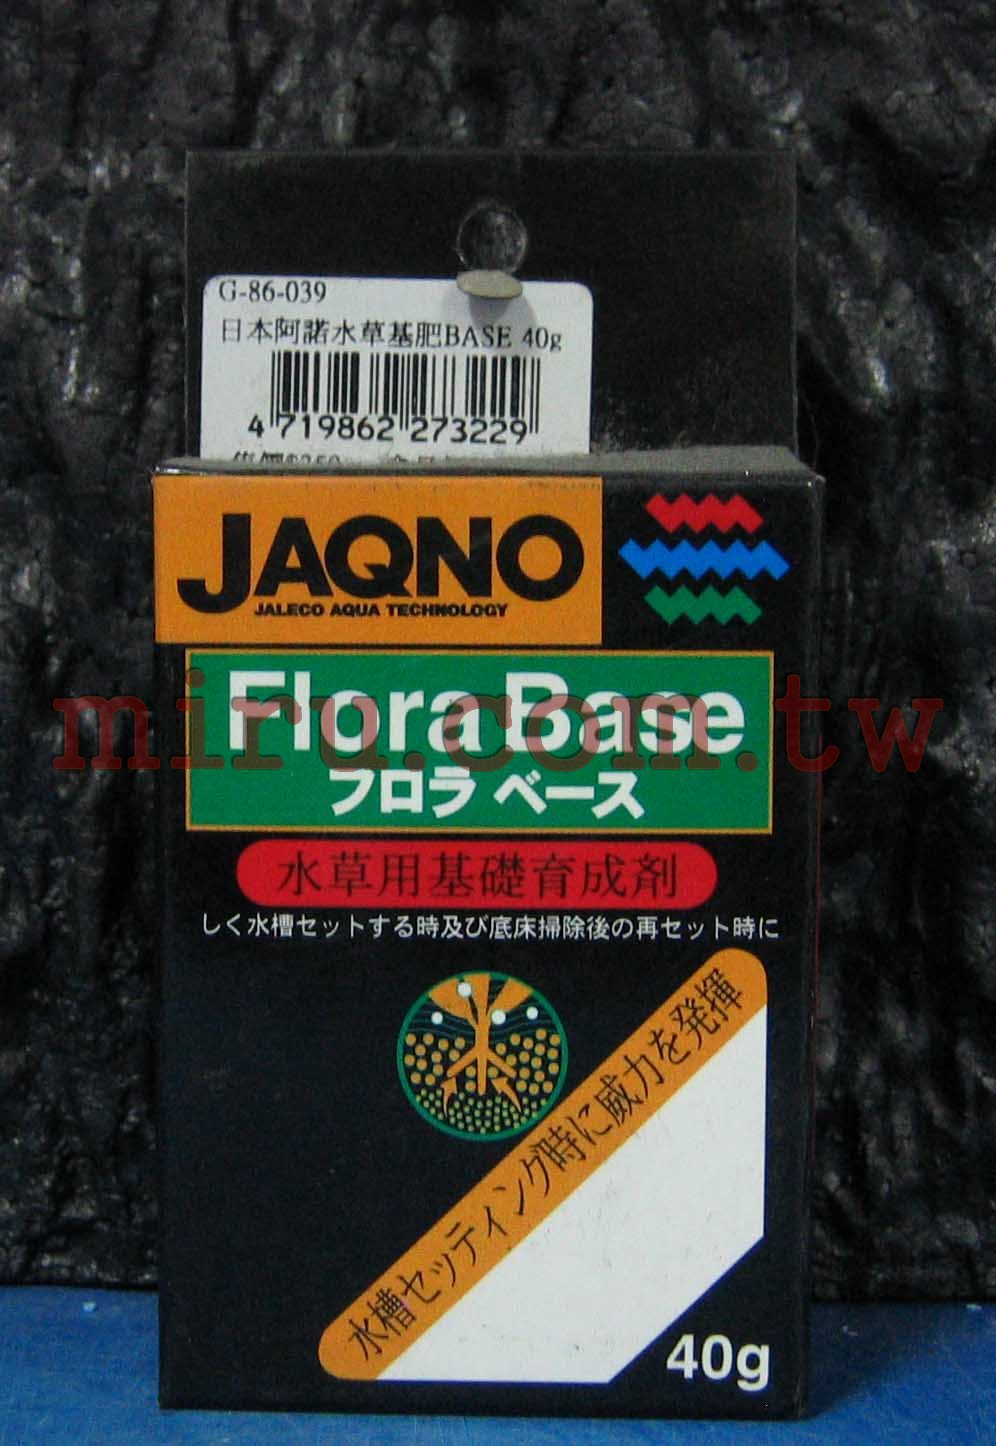 G-86-039
日本阿諾水草基肥BASE 40g
4 719862 273229
JAQNO
JALECO AQUA TECHNOLOGY
Flora Base
miru.com.tw
フロラ ベース
水草用基礎育成剤
しく水槽セットする時及び底床掃除後の再セット時に
水槽セッティング時に威力を発揮
40g